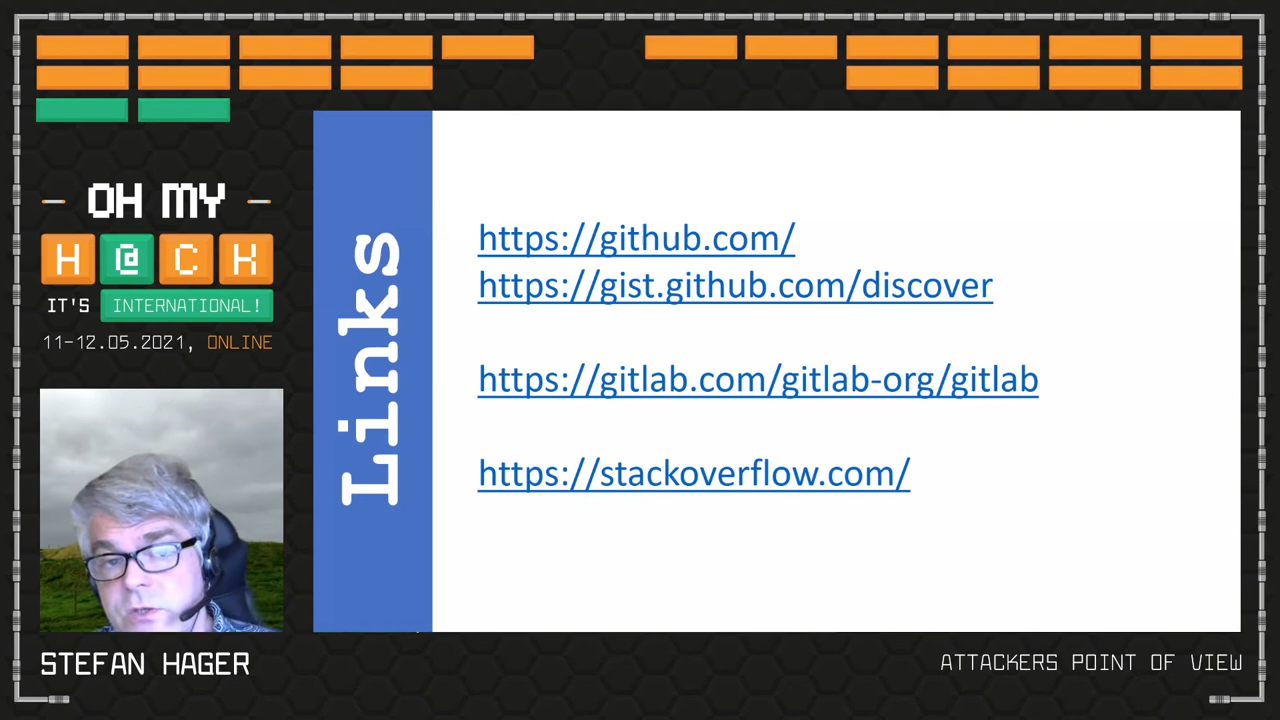 OH MY
H@CK
IT'S INTERNATIONAL!
11-12.05.2021, ONLINE
Links
https://github.com/
https://gist.github.com/discover
https://gitlab.com/gitlab-org/gitlab
https://stackoverflow.com/
STEFAN HAGER
ATTACKERS POINT OF VIEW